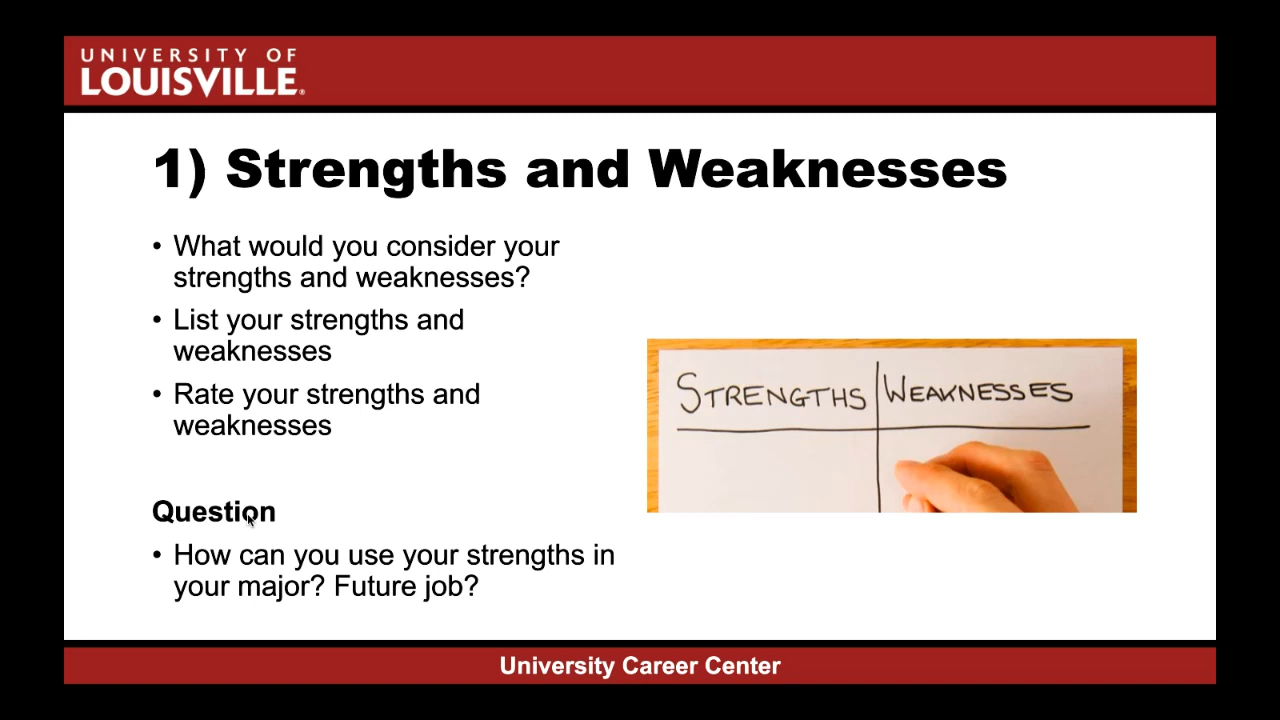 UNIVERSITY OF
LOUISVILLE®
1) Strengths and Weaknesses
• What would you consider your
strengths and weaknesses?
• List your strengths and
weaknesses
• Rate your strengths and
weaknesses
STRENGTHS WEAKNESSES
Question
• How can you use your strengths in
your major? Future job?
University Career Center